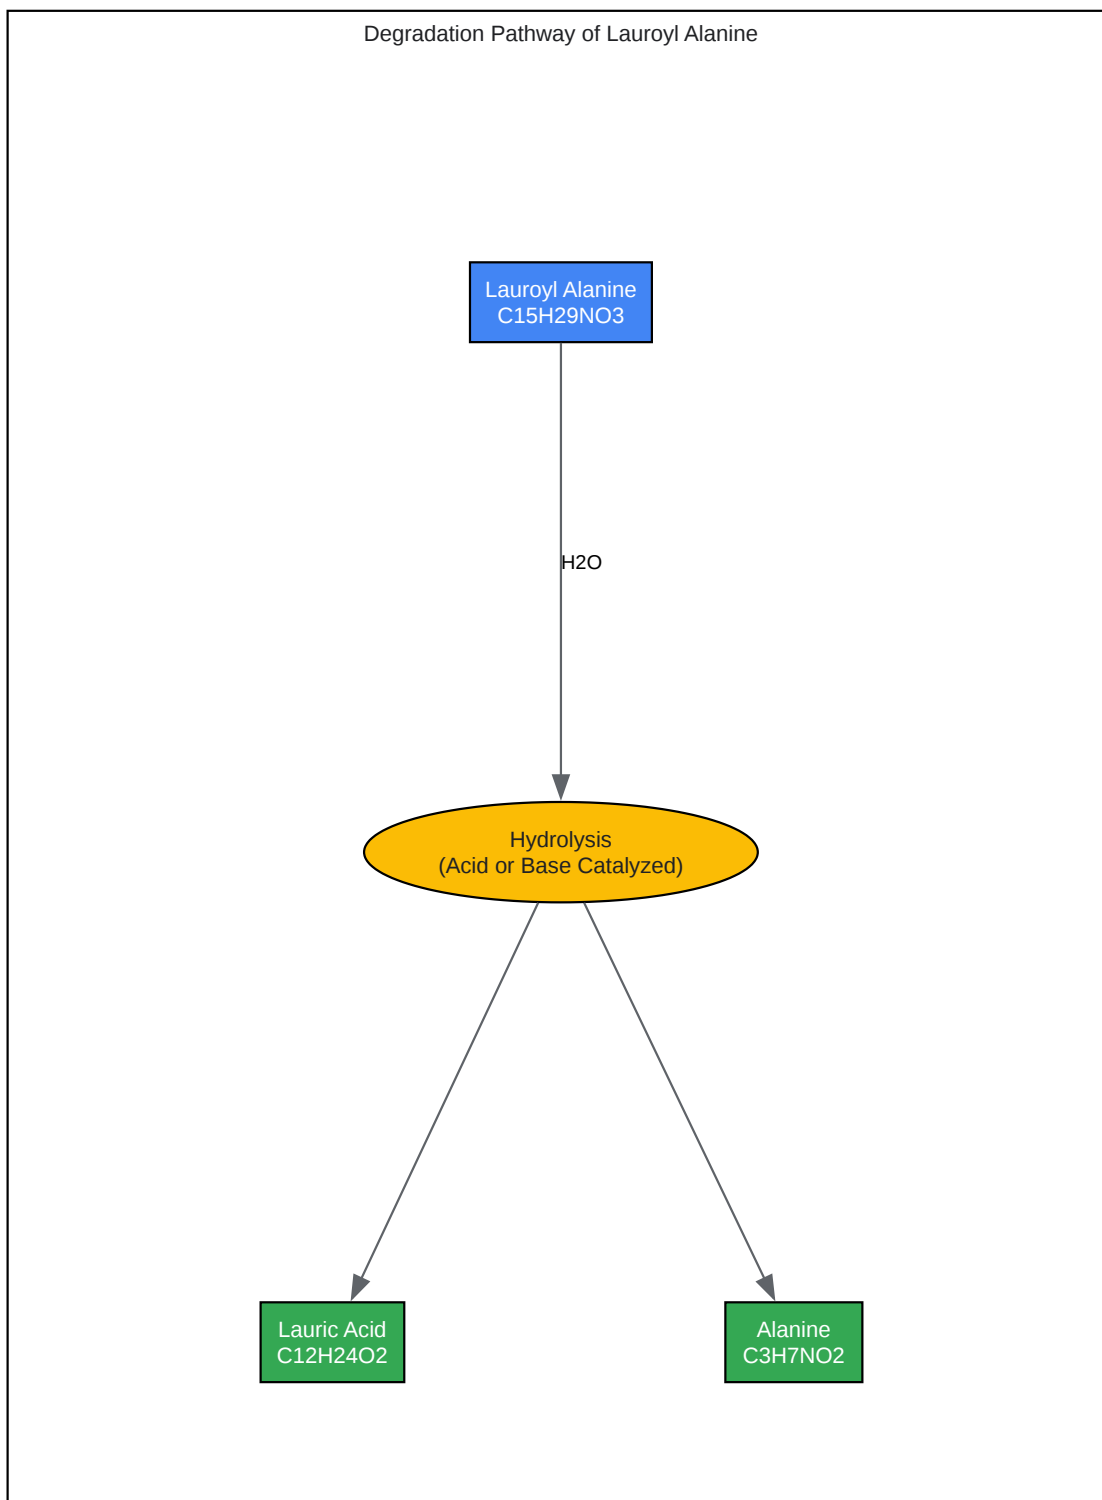 Degradation Pathway of Lauroyl Alanine
Lauroyl Alanine
C15H29NO3
H2O
Hydrolysis
(Acid or Base Catalyzed)
Lauric Acid
C12H24O2
Alanine
C3H7NO2